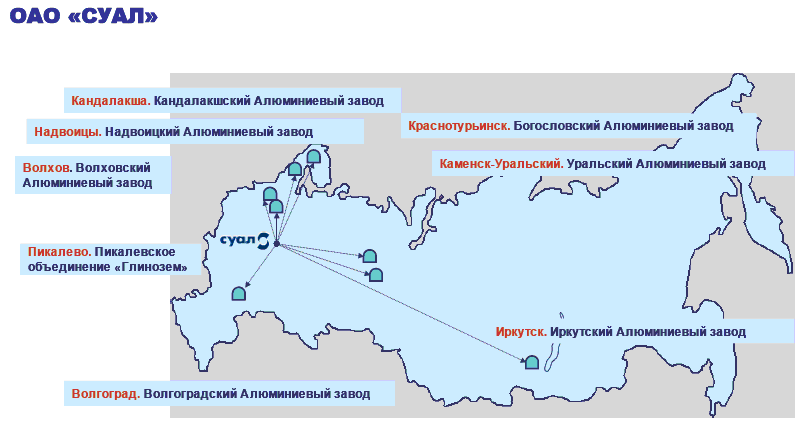 ОАО «СУАЛ»
Кандалакша. Кандалакшский Алюминиевый завод
Надвоицы. Надвоицкий Алюминиевый завод
Краснотурьинск. Богословский Алюминиевый завод
Волхов. Волховский
Алюминиевый завод
Каменск-Уральский. Уральский Алюминиевый завод
суал
Пикалево. Пикалевское
объединение «Глинозем»
Иркутск. Иркутский Алюминиевый завод
Волгоград. Волгоградский Алюминиевый завод